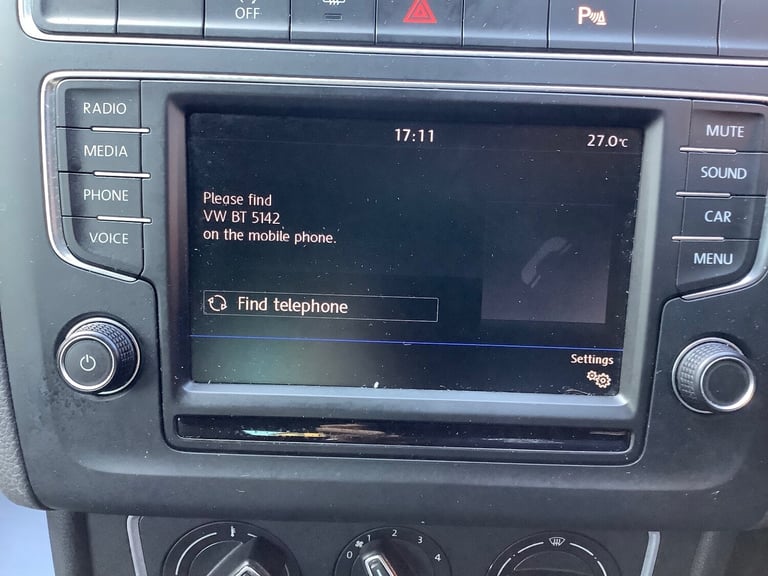 OFF
P
RADIO
MEDIA
PHONE
VOICE
17:11
27.0°C
Please find
VW BT 5142
on the mobile phone.
Find telephone
Settings
MUTE
SOUND
CAR
MENU
0 1 2 3 4